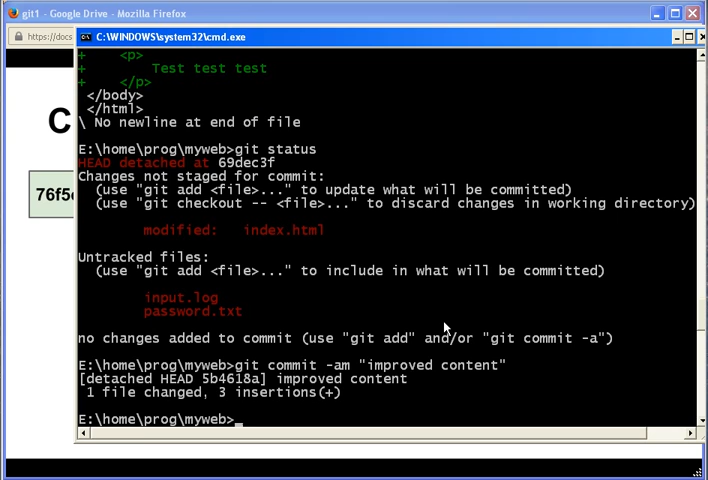 git1 - Google Drive - Mozilla Firefox
https://docs
C:\WINDOWS\system32\cmd.exe
C
76f5
+ <p>
+ Test test test
+ </p>
</body>
</html>
\ No newline at end of file
E:\home\prog\myweb>git status
HEAD detached at 69dec3f
Changes not staged for commit:
(use "git add <file>..." to update what will be committed)
(use "git checkout -- <file>..." to discard changes in working directory)
modified: index.html
Untracked files:
(use "git add <file>..." to include in what will be committed)
input.log
password.txt
no changes added to commit (use "git add" and/or "git commit -a")
E:\home\prog\myweb>git commit -am "improved content"
[detached HEAD 5b4618a] improved content
1 file changed, 3 insertions(+)
E:\home\prog\myweb>_